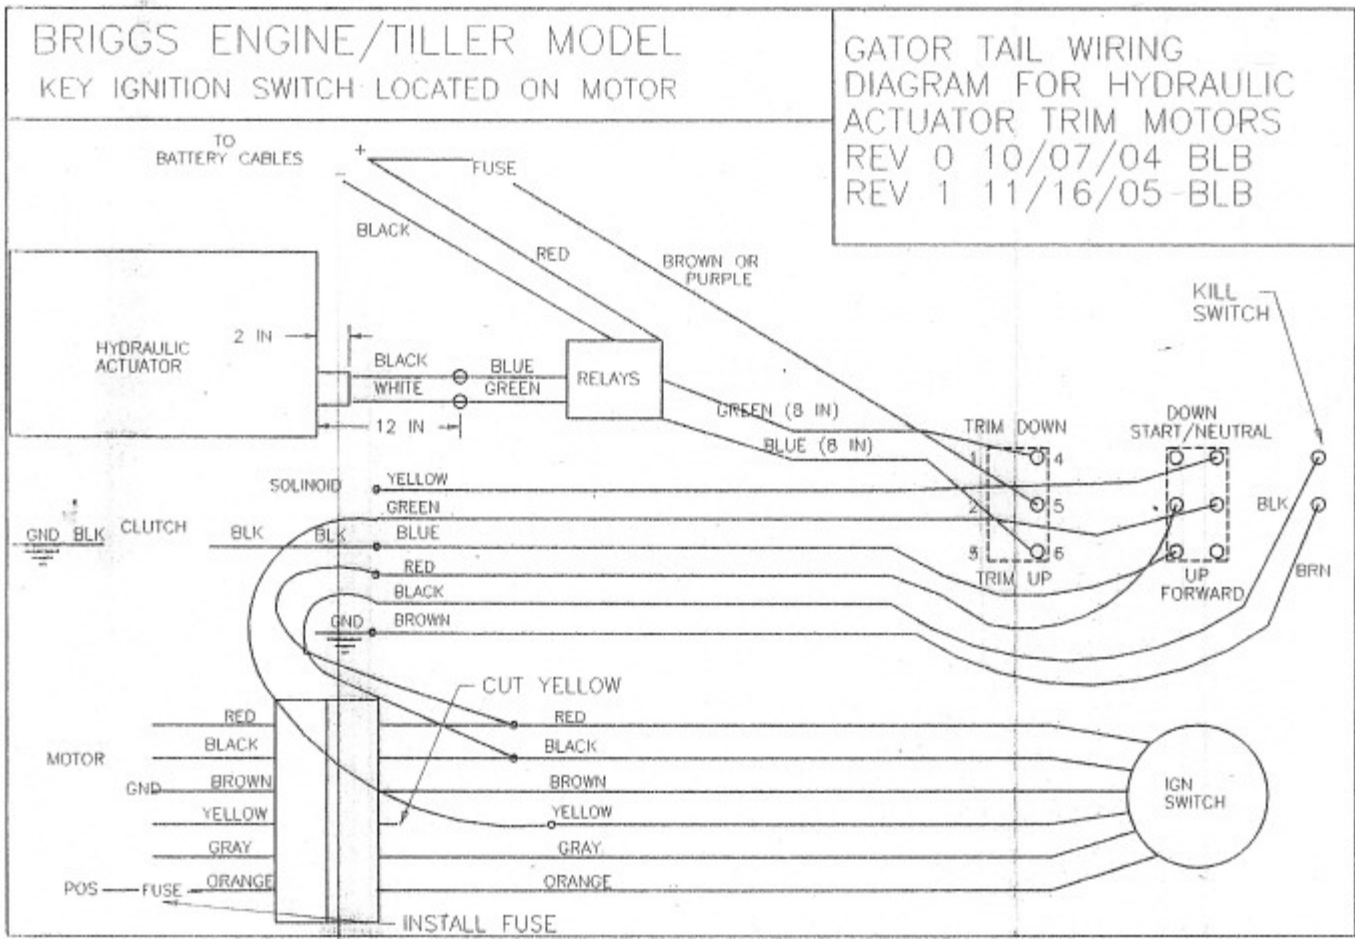 BRIGGS ENGINE/TILLER MODEL
KEY IGNITION SWITCH LOCATED ON MOTOR
GATOR TAIL WIRING
DIAGRAM FOR HYDRAULIC
ACTUATOR TRIM MOTORS
REV 0 10/07/04 BLB
REV 1 11/16/05-BLB
TO
BATTERY CABLES
+
FUSE
-
BLACK
RED
BROWN OR
PURPLE
KILL
SWITCH
2 IN
HYDRAULIC
ACTUATOR
BLACK
BLUE
WHITE
GREEN
RELAYS
12 IN
GREEN (8 IN)
BLUE (8 IN)
TRIM DOWN
1 4
2 5
3 6
TRIM UP
DOWN
START/NEUTRAL
UP
FORWARD
BLK
BRN
SOLINOID
YELLOW
GREEN
GND BLK
CLUTCH
BLK
BLK
BLUE
RED
BLACK
GND
BROWN
CUT YELLOW
MOTOR
RED
RED
BLACK
BLACK
GND
BROWN
BROWN
YELLOW
YELLOW
GRAY
GRAY
POS
FUSE
ORANGE
ORANGE
IGN
SWITCH
INSTALL FUSE